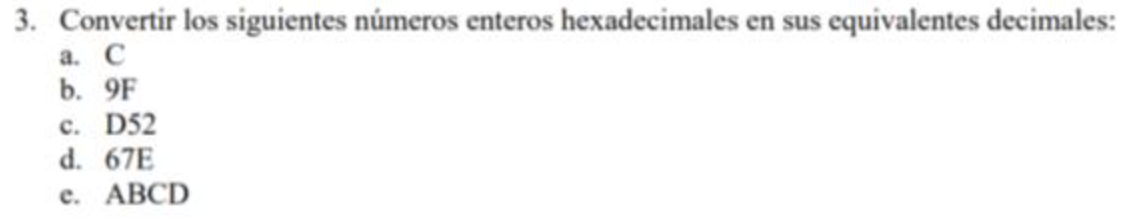 3. Convertir los siguientes números enteros hexadecimales en sus equivalentes decimales:
a. C
b. 9F
c. D52
d. 67E
e. ABCD